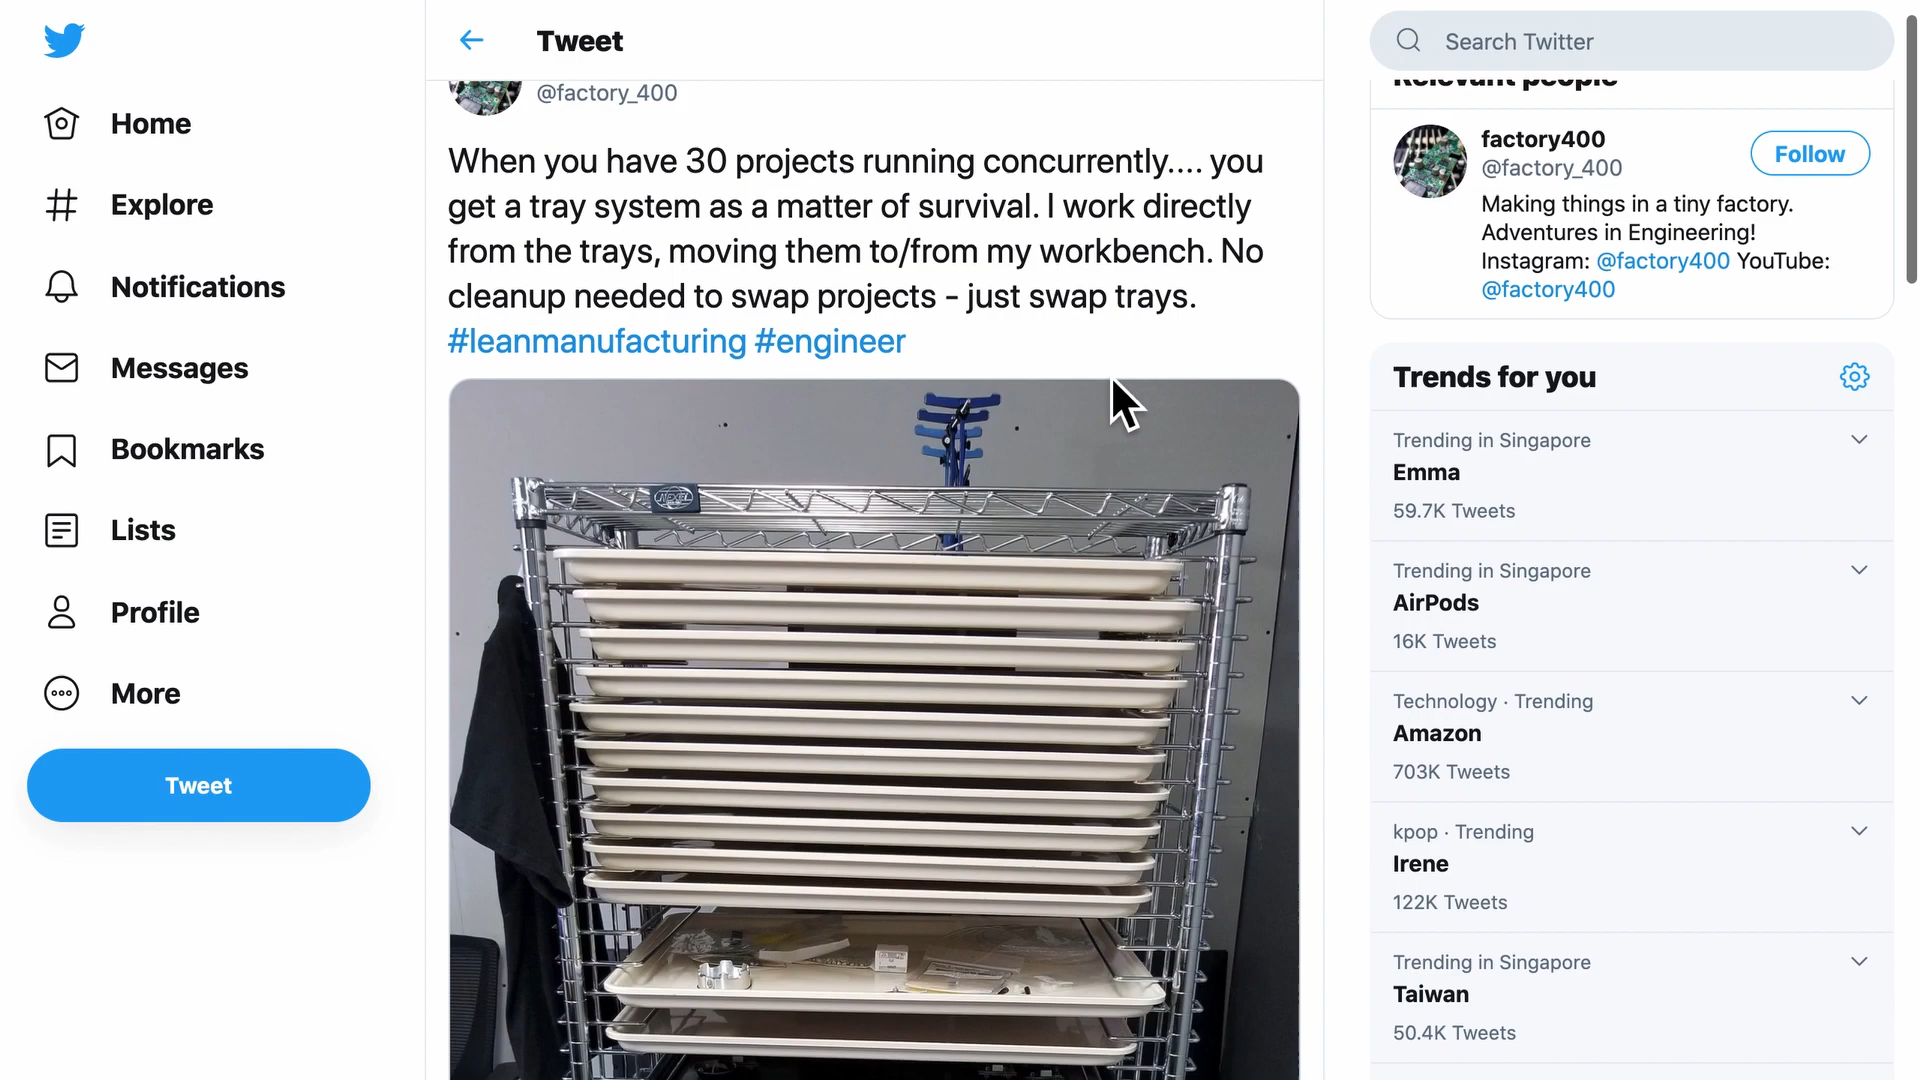 Tweet
Search Twitter
Home
Explore
Notifications
Messages
Bookmarks
Lists
Profile
More
Tweet
@factory_400
When you have 30 projects running concurrently.... you
get a tray system as a matter of survival. I work directly
from the trays, moving them to/from my workbench. No
cleanup needed to swap projects - just swap trays.
#leanmanufacturing #engineer
Relevant people
factory400
@factory_400
Follow
Making things in a tiny factory.
Adventures in Engineering!
Instagram: @factory400 YouTube:
@factory400
Trends for you
Trending in Singapore
Emma
59.7K Tweets
Trending in Singapore
AirPods
16K Tweets
Technology · Trending
Amazon
703K Tweets
kpop · Trending
Irene
122K Tweets
Trending in Singapore
Taiwan
50.4K Tweets